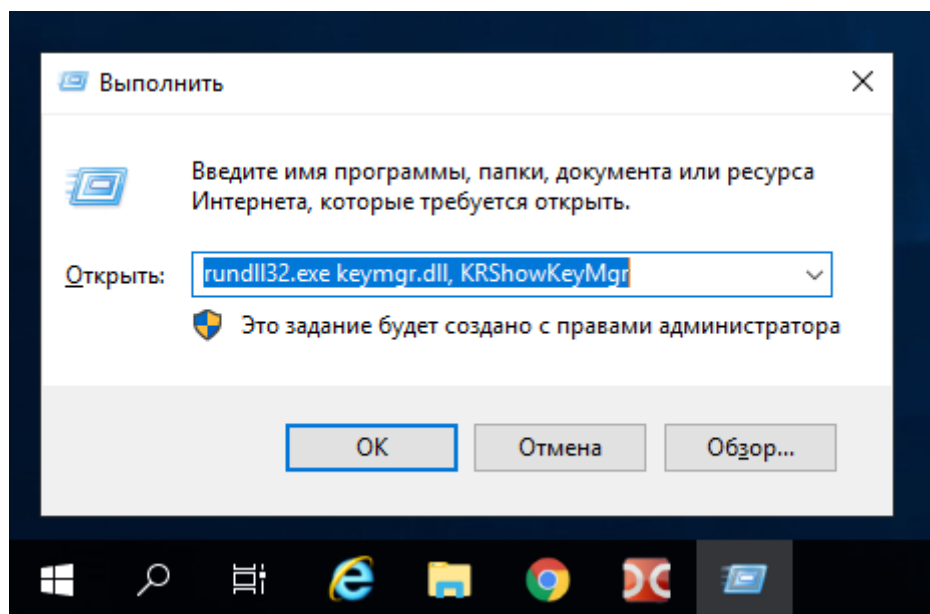 Выполнить
Введите имя программы, папки, документа или ресурса
Интернета, которые требуется открыть.
Открыть: rundll32.exe keymgr.dll, KRShowKeyMgr
Это задание будет создано с правами администратора
OK Отмена Обзор...